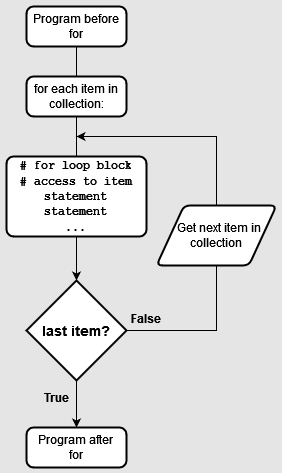 Program before
for
for each item in
collection:
# for loop block
# access to item
statement
statement
...
Get next item in
collection
last item?
False
True
Program after
for